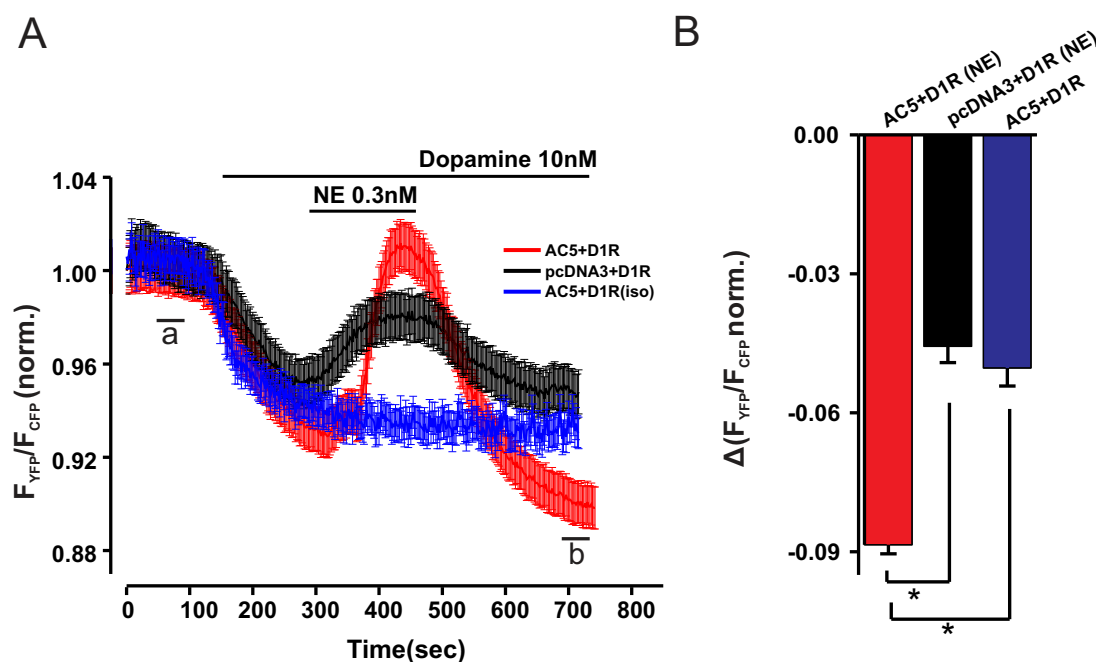 A
Dopamine 10nM
NE 0.3nM
1.04
1.00
0.96
0.92
0.88
F_YFP/F_CFP (norm.)
AC5+D1R
pcDNA3+D1R
AC5+D1R(iso)
a
b
0 100 200 300 400 500 600 700 800
Time(sec)
B
AC5+D1R (NE)
pcDNA3+D1R (NE)
AC5+D1R
0.00
-0.03
-0.06
-0.09
Δ(F_YFP/F_CFP norm.)
*
*